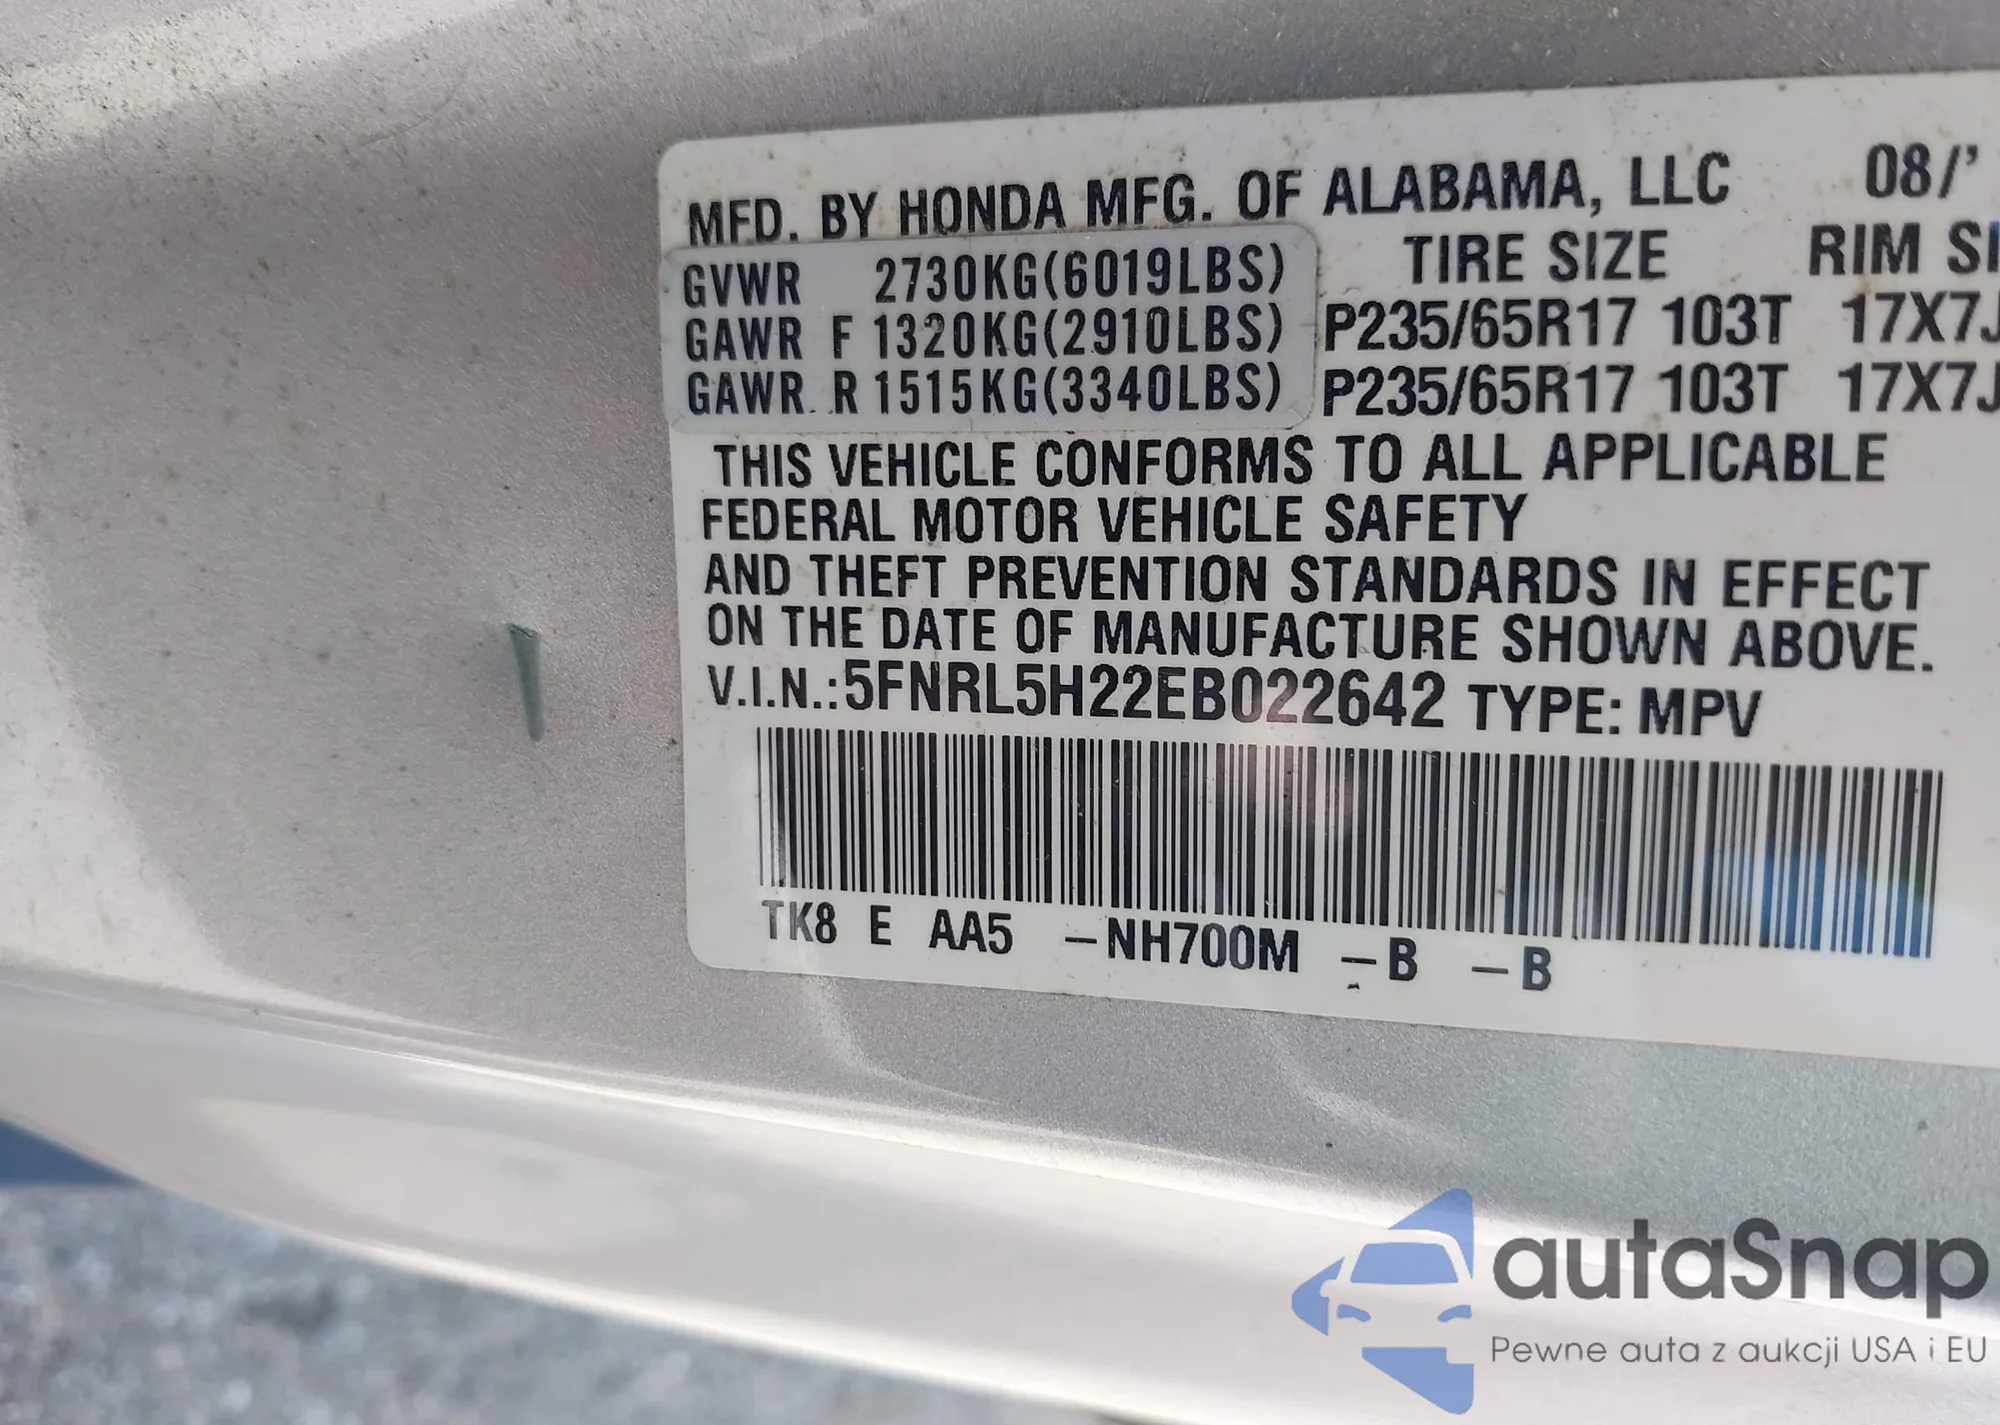 MFD. BY HONDA MFG. OF ALABAMA, LLC 08/'
GVWR 2730KG(6019LBS) TIRE SIZE RIM SI
GAWR F 1320KG(2910LBS) P235/65R17 103T 17X7J
GAWR R 1515KG(3340LBS) P235/65R17 103T 17X7J
THIS VEHICLE CONFORMS TO ALL APPLICABLE
FEDERAL MOTOR VEHICLE SAFETY
AND THEFT PREVENTION STANDARDS IN EFFECT
ON THE DATE OF MANUFACTURE SHOWN ABOVE.
V.I.N.:5FNRL5H22EB022642 TYPE: MPV
TK8 E AA5 -NH700M -B -B
autaSnap
Pewne auta z aukcji USA i EU